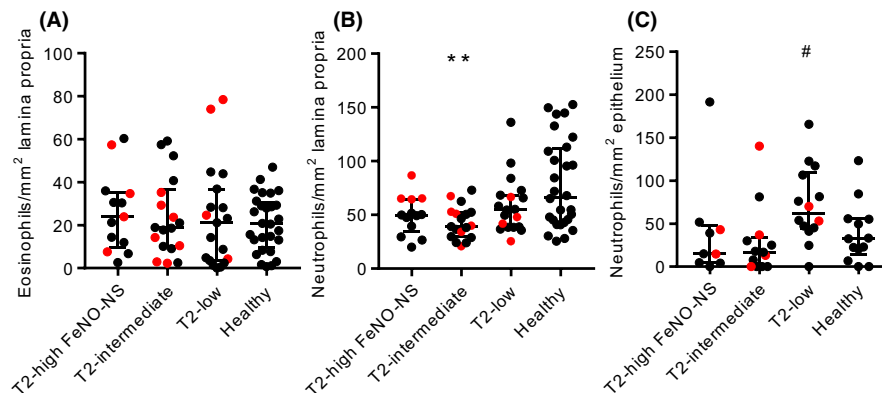 (A)
Eosinophils/mm² lamina propria
100
80
60
40
20
0
T2-high FeNO-NS
T2-intermediate
T2-low
Healthy
(B)
Neutrophils/mm² lamina propria
200
150
100
50
0
**
T2-high FeNO-NS
T2-intermediate
T2-low
Healthy
(C)
Neutrophils/mm² epithelium
250
200
150
100
50
0
#
T2-high FeNO-NS
T2-intermediate
T2-low
Healthy